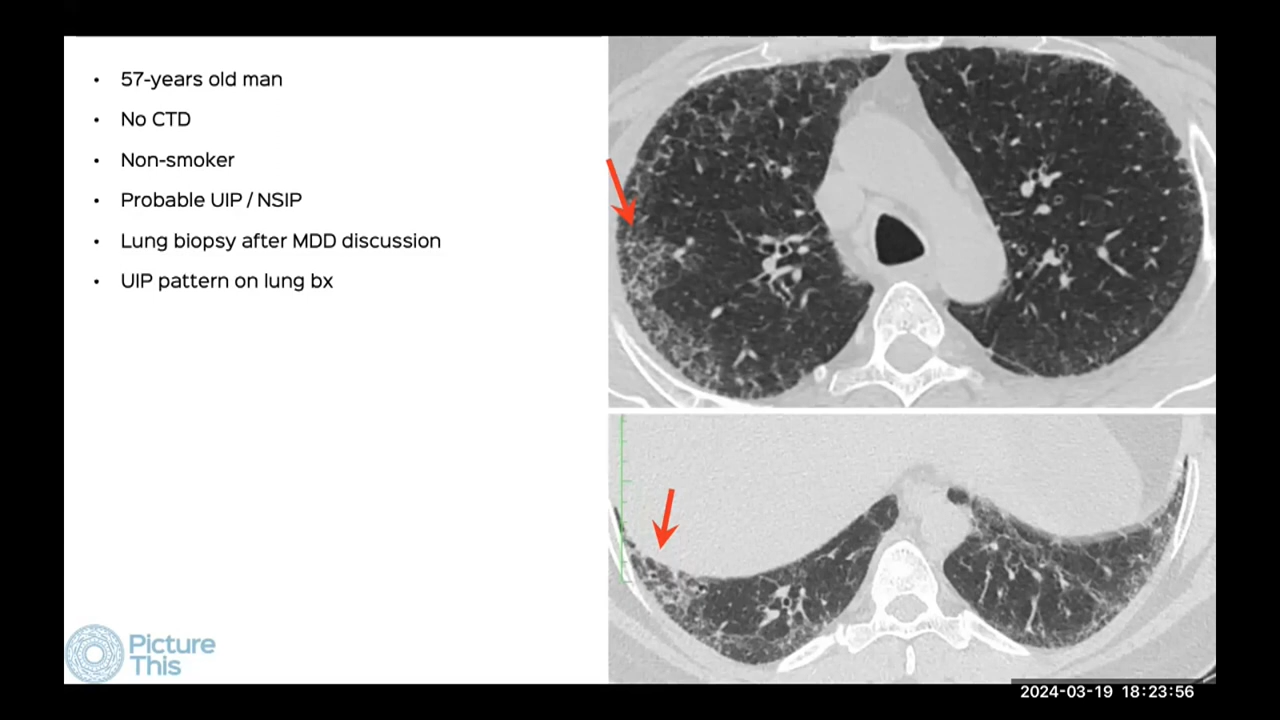 • 57-years old man
• No CTD
• Non-smoker
• Probable UIP / NSIP
• Lung biopsy after MDD discussion
• UIP pattern on lung bx
Picture
This
2024-03-19 18:23:56